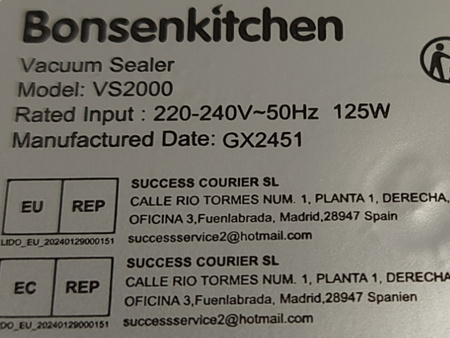 Bonsenkitchen
Vacuum Sealer
Model: VS2000
Rated Input : 220-240V~50Hz 125W
Manufactured Date: GX2451
EU REP
SUCCESS COURIER SL
CALLE RIO TORMES NUM. 1, PLANTA 1, DERECHA,
OFICINA 3,Fuenlabrada, Madrid,28947 Spain
LIDO_EU_20240129000151
successservice2@hotmail.com
EC REP
SUCCESS COURIER SL
CALLE RIO TORMES NUM. 1, PLANTA 1, DERECHA,
OFICINA 3,Fuenlabrada, Madrid,28947 Spanien
DO_EU_20240129000151
successservice2@hotmail.com